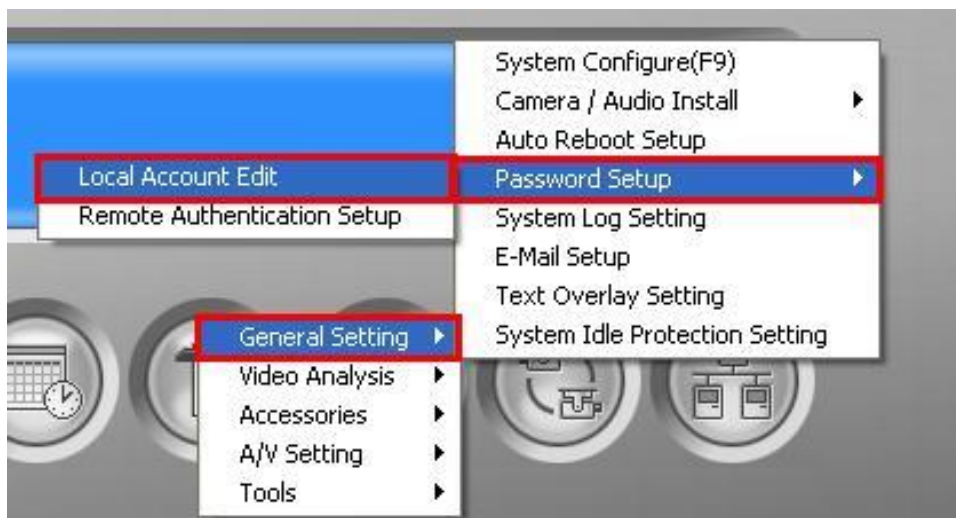 System Configure(F9)
Camera / Audio Install
Auto Reboot Setup
Password Setup
System Log Setting
E-Mail Setup
Text Overlay Setting
System Idle Protection Setting
Local Account Edit
Remote Authentication Setup
General Setting
Video Analysis
Accessories
A/V Setting
Tools